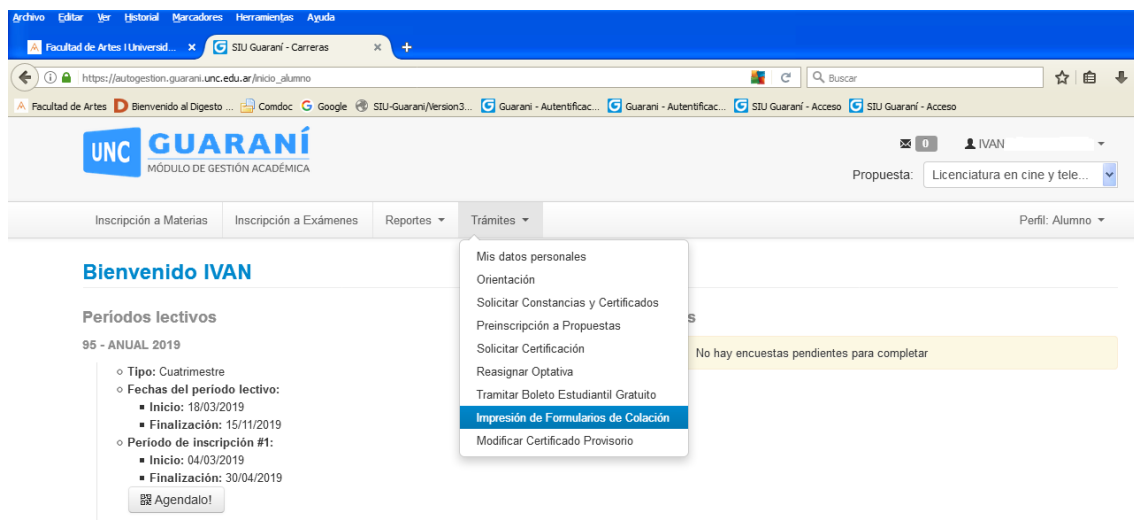 Archivo Editar Ver Historial Marcadores Herramientas Ayuda
Facultad de Artes | Universid... × SIU Guaraní - Carreras × +
https://autogestion.guarani.unc.edu.ar/inicio_alumno Buscar
Facultad de Artes Bienvenido al Digesto ... Comdoc Google SIU-Guarani/Version3... Guarani - Autentificac... Guarani - Autentificac... SIU Guaraní - Acceso SIU Guaraní - Acceso
UNC GUARANÍ
MÓDULO DE GESTIÓN ACADÉMICA
0 IVAN
Propuesta: Licenciatura en cine y tele...
Inscripción a Materias Inscripción a Exámenes Reportes Trámites Perfil: Alumno
Mis datos personales
Orientación
Solicitar Constancias y Certificados
Preinscripción a Propuestas
Solicitar Certificación
Reasignar Optativa
Tramitar Boleto Estudiantil Gratuito
Impresión de Formularios de Colación
Modificar Certificado Provisorio
Bienvenido IVAN
Períodos lectivos
95 - ANUAL 2019
Tipo: Cuatrimestre
Fechas del periodo lectivo:
Inicio: 18/03/2019
Finalización: 15/11/2019
Período de inscripción #1:
Inicio: 04/03/2019
Finalización: 30/04/2019
Agendalo!
s
No hay encuestas pendientes para completar